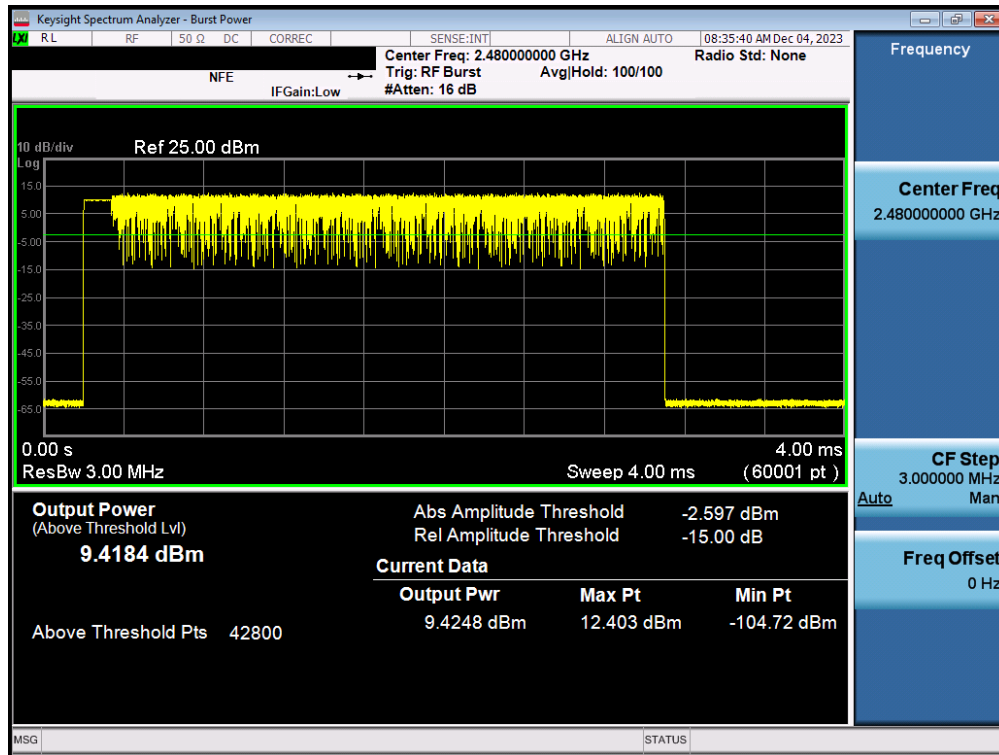 Keysight Spectrum Analyzer - Burst Power
LXI RL RF 50 Ω DC CORREC SENSE:INT ALIGN AUTO 08:35:40 AM Dec 04, 2023
Center Freq: 2.480000000 GHz Radio Std: None
NFE Trig: RF Burst Avg|Hold: 100/100
IFGain:Low #Atten: 16 dB
10 dB/div Ref 25.00 dBm
Log
15.0
5.00
-5.00
-15.0
-25.0
-35.0
-45.0
-55.0
-65.0
0.00 s 4.00 ms
ResBw 3.00 MHz Sweep 4.00 ms (60001 pt )
Output Power
(Above Threshold Lvl)
9.4184 dBm
Above Threshold Pts 42800
Abs Amplitude Threshold -2.597 dBm
Rel Amplitude Threshold -15.00 dB
Current Data
Output Pwr Max Pt Min Pt
9.4248 dBm 12.403 dBm -104.72 dBm
Frequency
Center Freq
2.480000000 GHz
CF Step
3.000000 MHz
Auto Man
Freq Offset
0 Hz
MSG STATUS